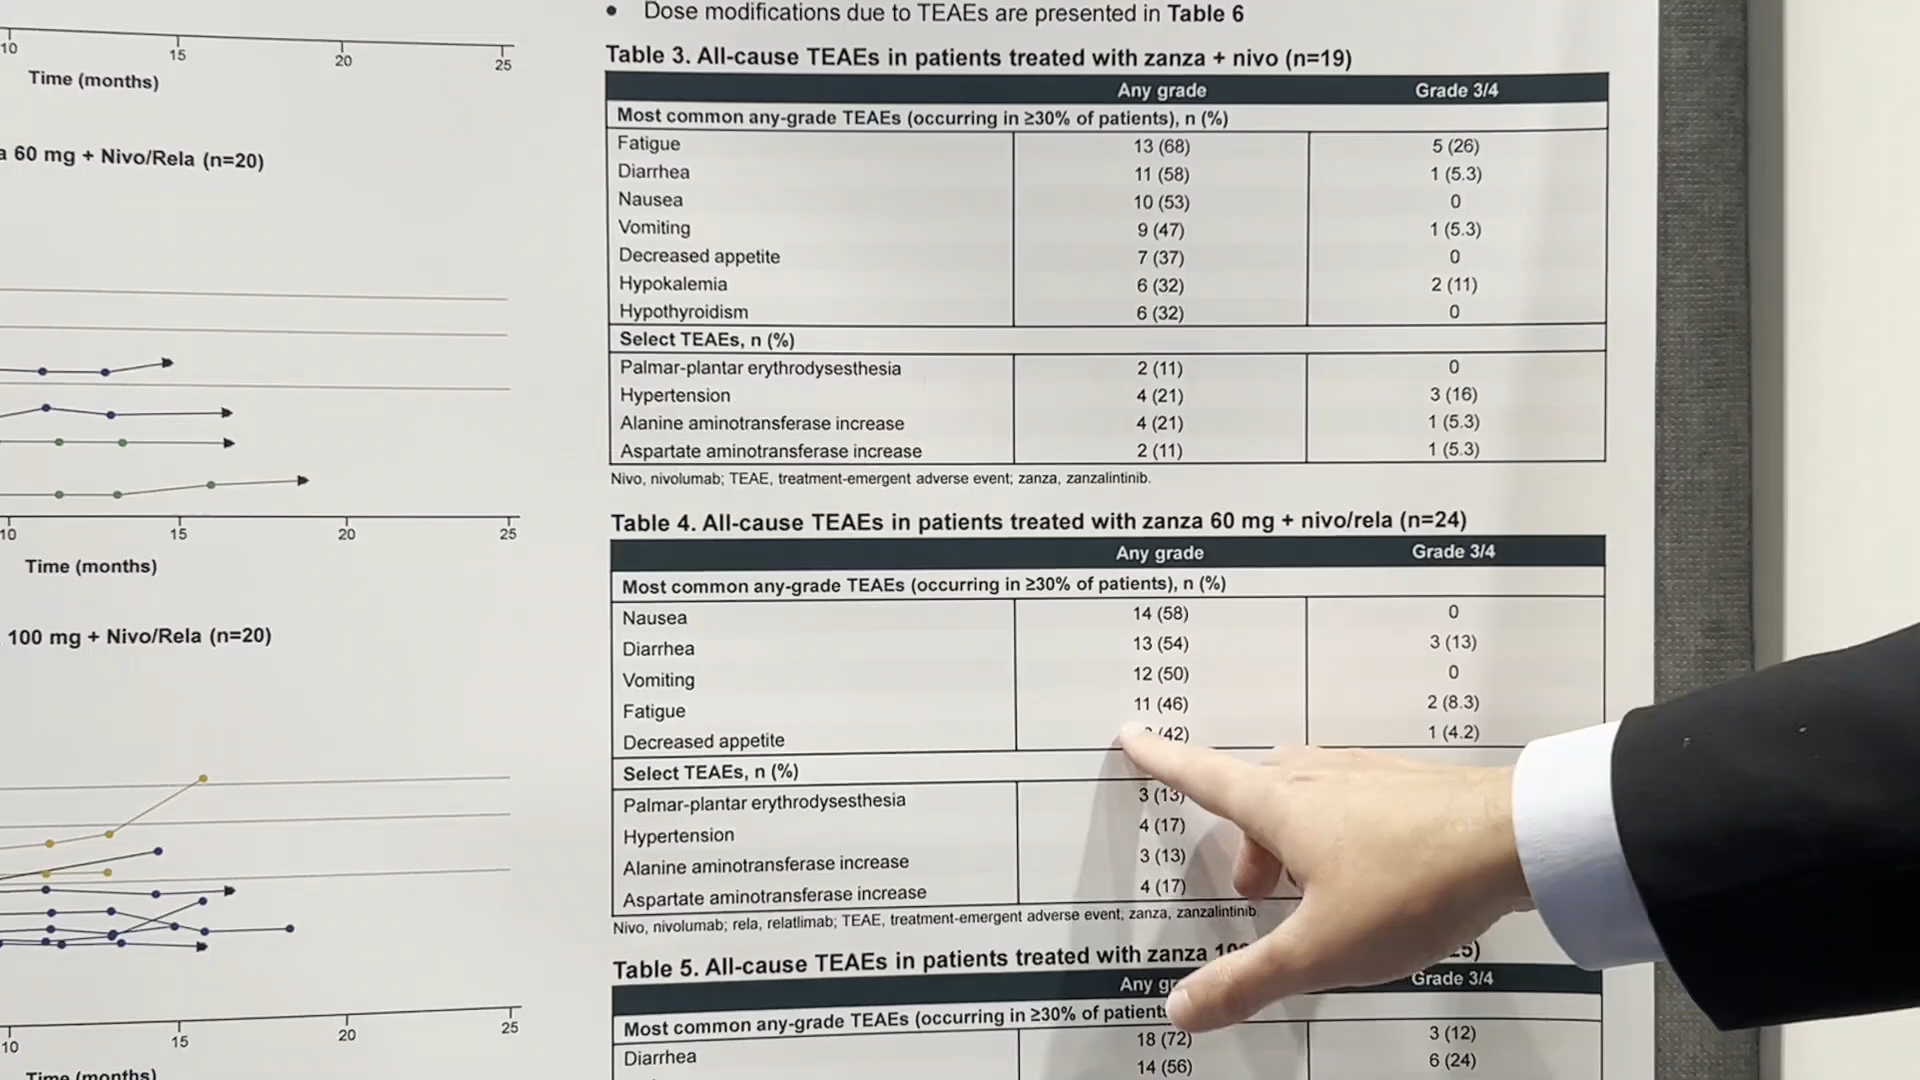 10 15 20 25
Time (months)
a 60 mg + Nivo/Rela (n=20)
10 15 20 25
Time (months)
100 mg + Nivo/Rela (n=20)
10 15 20 25
Time (months)
• Dose modifications due to TEAEs are presented in Table 6
Table 3. All-cause TEAEs in patients treated with zanza + nivo (n=19)
Any grade Grade 3/4
Most common any-grade TEAEs (occurring in ≥30% of patients), n (%)
Fatigue 13 (68) 5 (26)
Diarrhea 11 (58) 1 (5.3)
Nausea 10 (53) 0
Vomiting 9 (47) 1 (5.3)
Decreased appetite 7 (37) 0
Hypokalemia 6 (32) 2 (11)
Hypothyroidism 6 (32) 0
Select TEAEs, n (%)
Palmar-plantar erythrodysesthesia 2 (11) 0
Hypertension 4 (21) 3 (16)
Alanine aminotransferase increase 4 (21) 1 (5.3)
Aspartate aminotransferase increase 2 (11) 1 (5.3)
Nivo, nivolumab; TEAE, treatment-emergent adverse event; zanza, zanzalintinib.
Table 4. All-cause TEAEs in patients treated with zanza 60 mg + nivo/rela (n=24)
Any grade Grade 3/4
Most common any-grade TEAEs (occurring in ≥30% of patients), n (%)
Nausea 14 (58) 0
Diarrhea 13 (54) 3 (13)
Vomiting 12 (50) 0
Fatigue 11 (46) 2 (8.3)
Decreased appetite (42) 1 (4.2)
Select TEAEs, n (%)
Palmar-plantar erythrodysesthesia 3 (13)
Hypertension 4 (17)
Alanine aminotransferase increase 3 (13)
Aspartate aminotransferase increase 4 (17)
Nivo, nivolumab; rela, relatlimab; TEAE, treatment-emergent adverse event; zanza, zanzalintinib.
Table 5. All-cause TEAEs in patients treated with zanza
Any Grade 3/4
Most common any-grade TEAEs (occurring in ≥30% of
Diarrhea 18 (72) 3 (12)
14 (56) 6 (24)